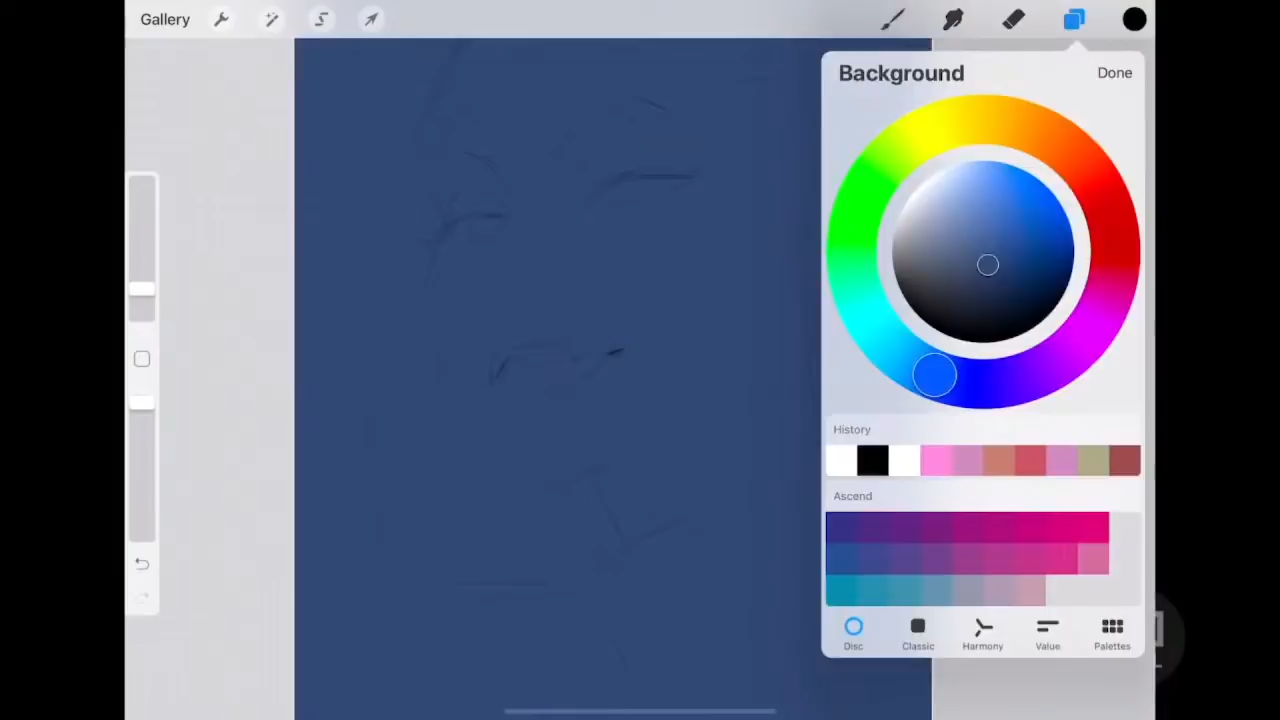 Gallery
Background
Done
History
Ascend
Disc
Classic
Harmony
Value
Palettes